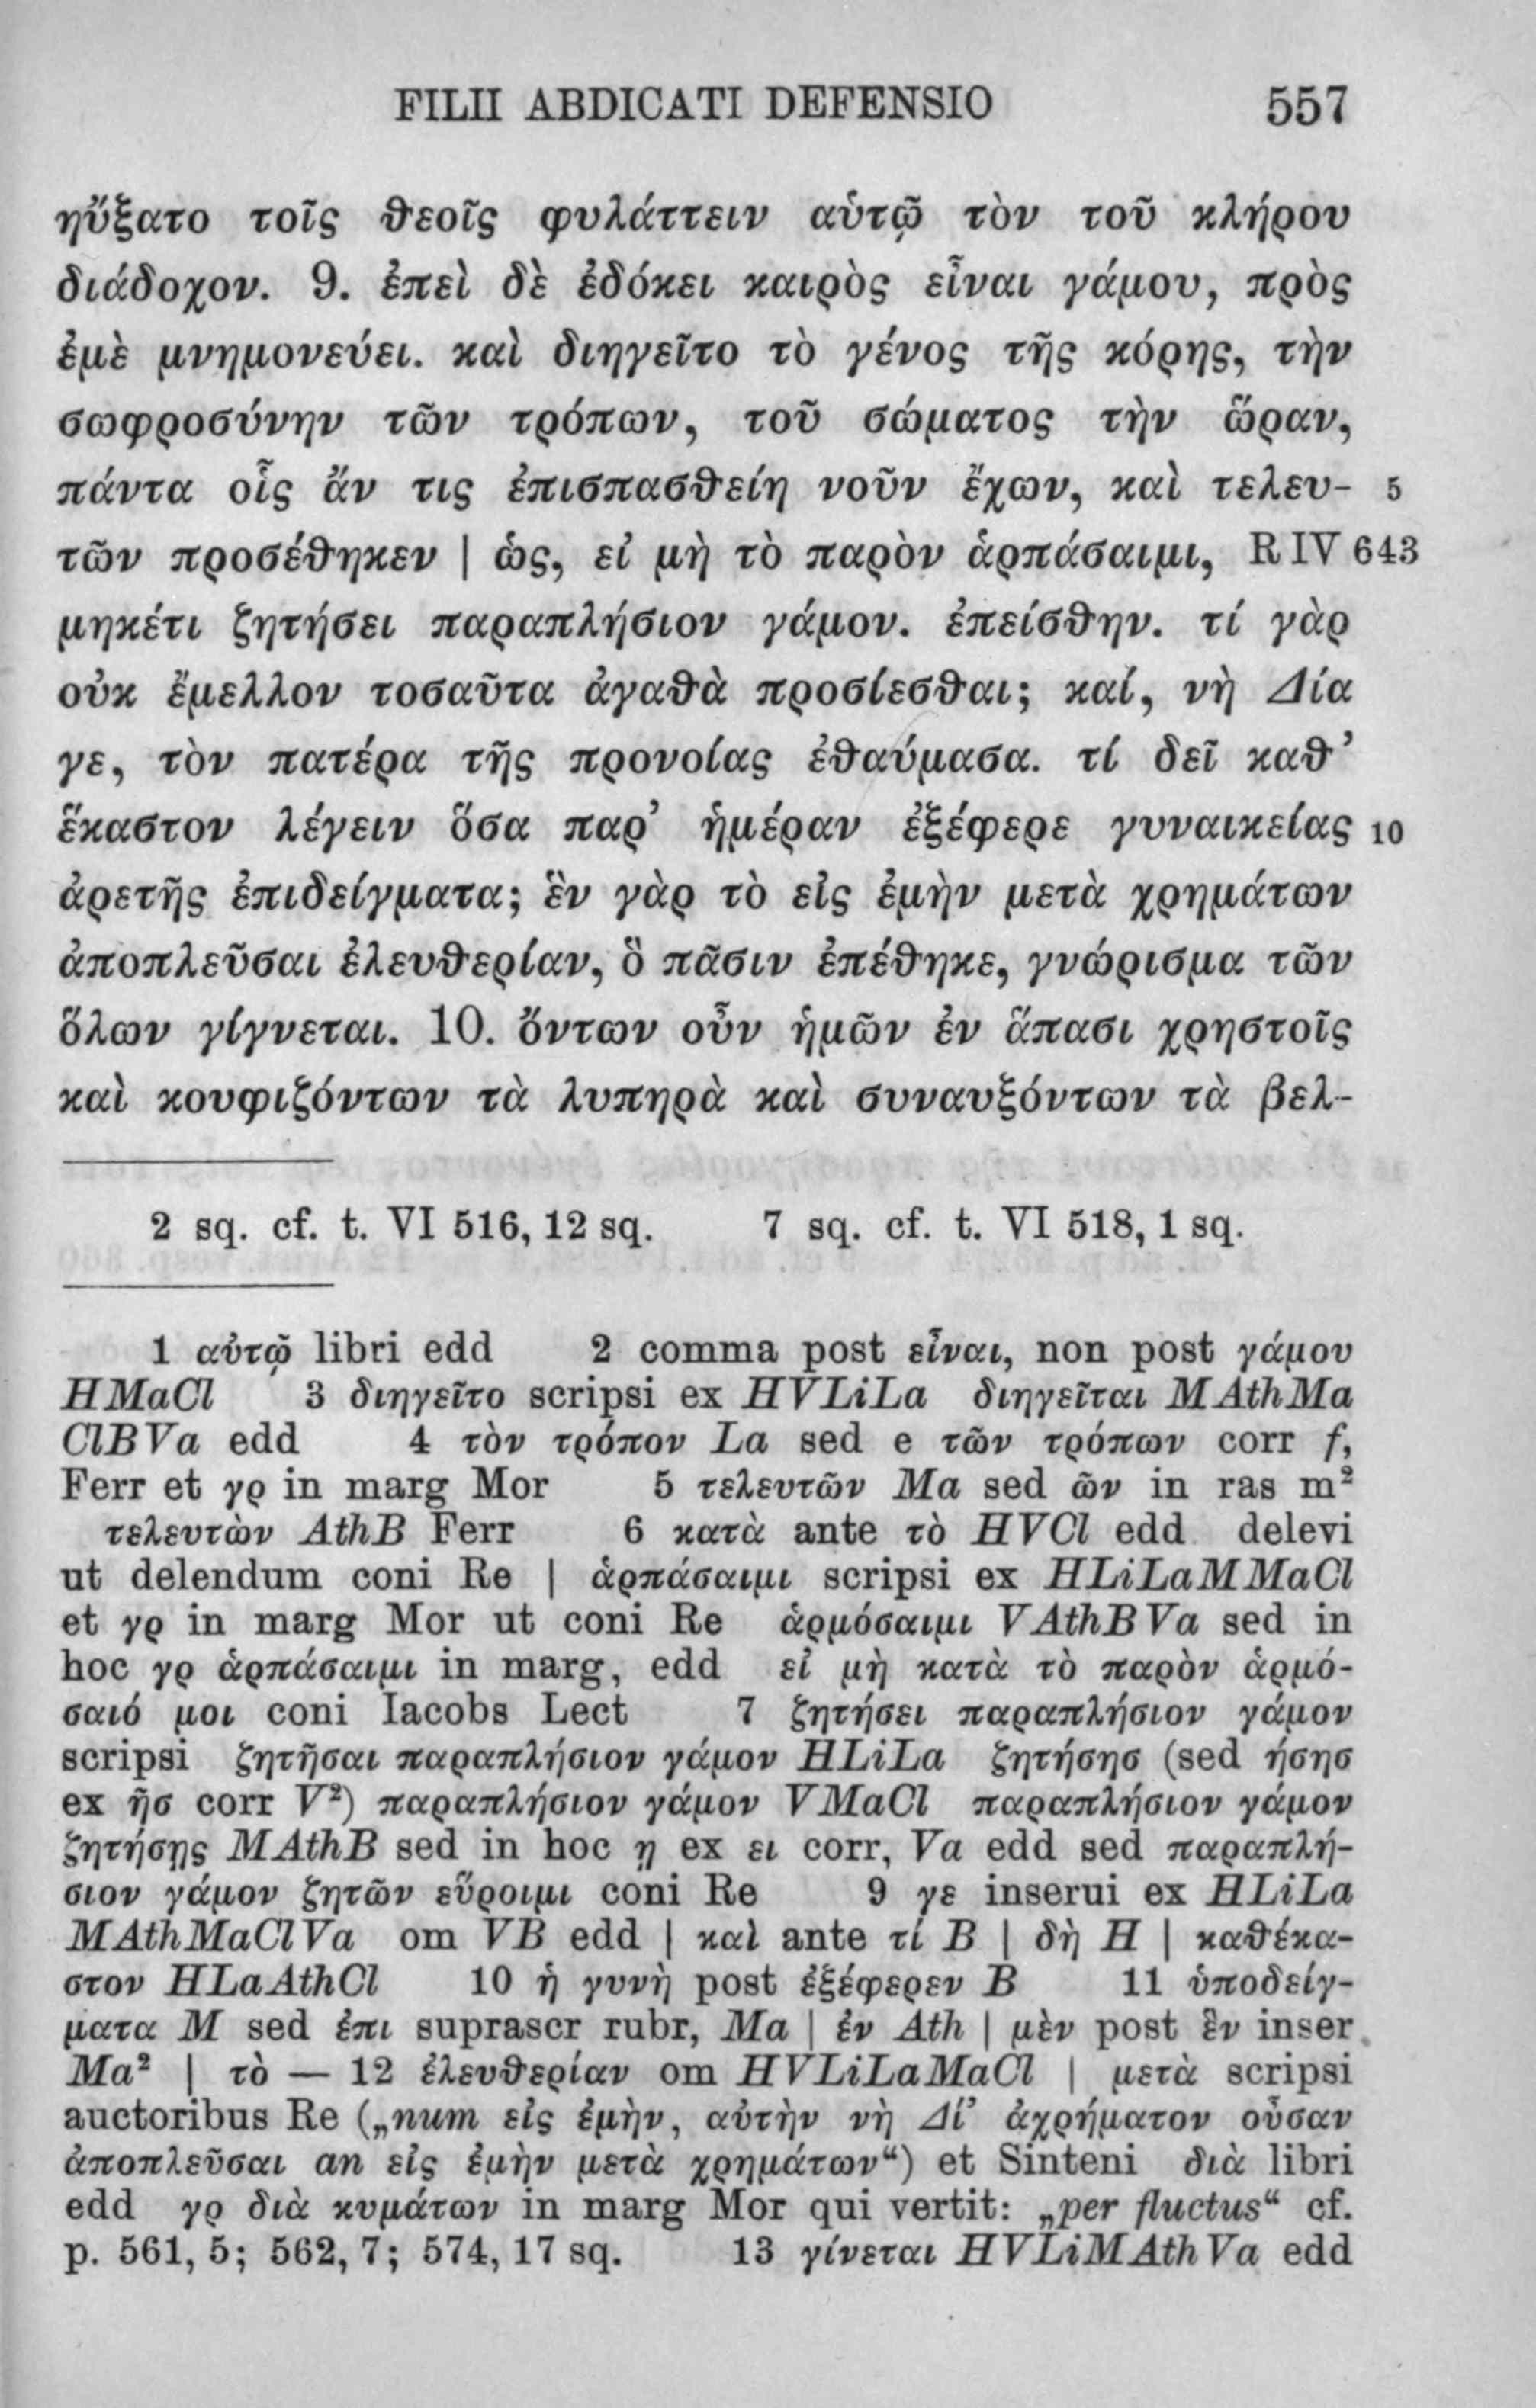 FILII ABDICATI DEFENSIO 557
ηὔξατο τοῖς θεοῖς φυλάττειν αὑτῷ τὸν τοῦ κλήρου
διάδοχον. 9. ἐπεὶ δὲ ἐδόκει καιρὸς εἶναι γάμου, πρὸς
ἐμὲ μνημονεύει. καὶ διηγεῖτο τὸ γένος τῆς κόρης, τὴν
σωφροσύνην τῶν τρόπων, τοῦ σώματος τὴν ὥραν,
πάντα οἷς ἄν τις ἐπισπασθείη νοῦν ἔχων, καὶ τελευ- 5
τῶν προσέθηκεν | ὡς, εἰ μὴ τὸ παρὸν ἁρπάσαιμι, R IV 643
μηκέτι ζητήσει παραπλήσιον γάμον. ἐπείσθην. τί γὰρ
οὐκ ἔμελλον τοσαῦτα ἀγαθὰ προσίεσθαι; καί, νὴ Δία
γε, τὸν πατέρα τῆς προνοίας ἐθαύμασα. τί δεῖ καθ’
ἕκαστον λέγειν ὅσα παρ’ ἡμέραν ἐξέφερε γυναικείας 10
ἀρετῆς ἐπιδείγματα; ἓν γὰρ τὸ εἰς ἐμὴν μετὰ χρημάτων
ἀποπλεῦσαι ἐλευθερίαν, ὃ πᾶσιν ἐπέθηκε, γνώρισμα τῶν
ὅλων γίγνεται. 10. ὄντων οὖν ἡμῶν ἐν ἅπασι χρηστοῖς
καὶ κουφιζόντων τὰ λυπηρὰ καὶ συναυξόντων τὰ βελ-
2 sq. cf. t. VI 516, 12 sq. 7 sq. cf. t. VI 518, 1 sq.
1 αὐτῷ libri edd 2 comma post εἶναι, non post γάμου
HMaCl 3 διηγεῖτο scripsi ex HVLiLa διηγεῖται MAthMa
ClBVa edd 4 τὸν τρόπον La sed e τῶν τρόπων corr f,
Ferr et γρ in marg Mor 5 τελευτῶν Ma sed ῶν in ras m²
τελευτὼν AthB Ferr 6 κατὰ ante τὸ HVCl edd delevi
ut delendum coni Re | ἁρπάσαιμι scripsi ex HLiLaMMaCl
et γρ in marg Mor ut coni Re ἁρμόσαιμι VAthBVa sed in
hoc γρ ἁρπάσαιμι in marg, edd εἰ μὴ κατὰ τὸ παρὸν ἁρμό-
σαιό μοι coni Iacobs Lect 7 ζητήσει παραπλήσιον γάμον
scripsi ζητῆσαι παραπλήσιον γάμον HLiLa ζητήσησ (sed ήσησ
ex ῆσ corr V²) παραπλήσιον γάμον VMaCl παραπλήσιον γάμον
ζητήσῃς MAthB sed in hoc ῃ ex ει corr, Va edd sed παραπλή-
σιον γάμον ζητῶν εὕροιμι coni Re 9 γε inserui ex HLiLa
MAthMaClVa om VB edd | καὶ ante τί B | δὴ H | καθέκα-
στον HLaAthCl 10 ἡ γυνὴ post ἐξέφερεν B 11 ὑποδείγ-
ματα M sed ἐπι suprascr rubr, Ma | ἐν Ath | μὲν post ἓν inser
Ma² | τὸ — 12 ἐλευθερίαν om HVLiLaMaCl | μετὰ scripsi
auctoribus Re („num εἰς ἐμὴν, αὐτὴν νὴ Δί’ ἀχρήματον οὖσαν
ἀποπλεῦσαι an εἰς ἐμὴν μετὰ χρημάτων“) et Sinteni διὰ libri
edd γρ διὰ κυμάτων in marg Mor qui vertit: „per fluctus“ cf.
p. 561, 5; 562, 7; 574, 17 sq. 13 γίνεται HVLiMAthVa edd